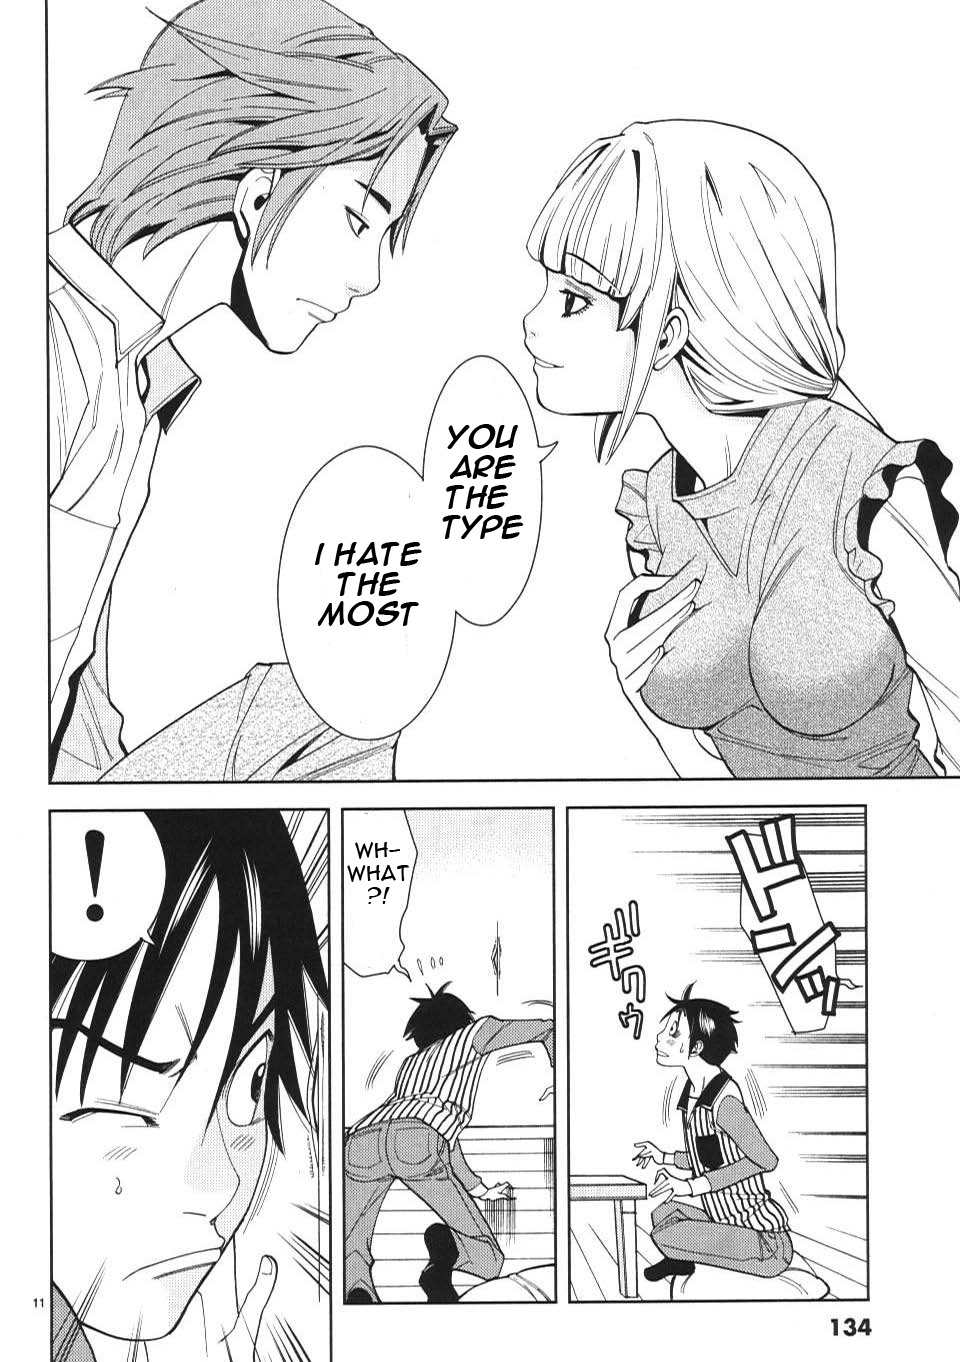 YOU
ARE
THE
TYPE
I HATE
THE
MOST
ドンッ
ギクゥ
WH-
WHAT
?!
!
11
134